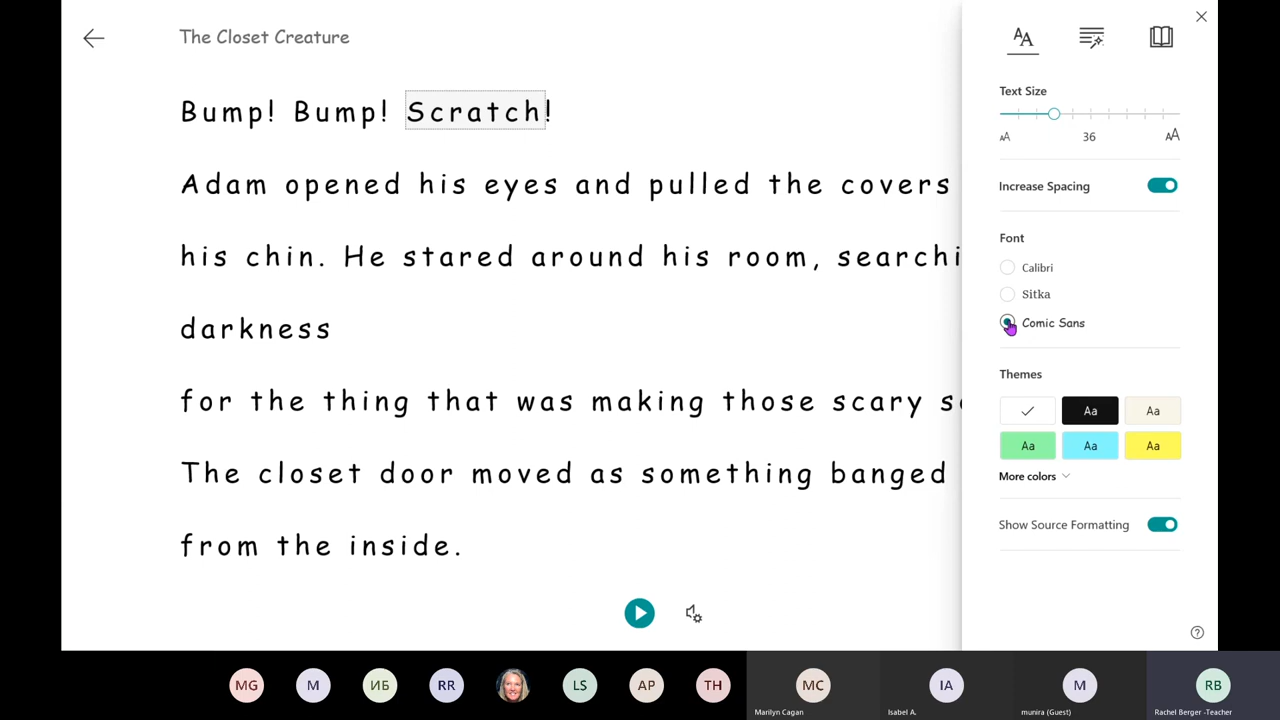 The Closet Creature
Bump! Bump! Scratch!
Adam opened his eyes and pulled the covers
his chin. He stared around his room, searchi
darkness
for the thing that was making those scary s
The closet door moved as something banged
from the inside.
AA
Text Size
AA
36
AA
Increase Spacing
Font
Calibri
Sitka
Comic Sans
Themes
Aa
Aa
Aa
Aa
Aa
More colors
Show Source Formatting
MG
M
ИБ
RR
LS
AP
TH
MC
Marilyn Cagan
IA
Isabel A.
M
munira (Guest)
RB
Rachel Berger -Teacher